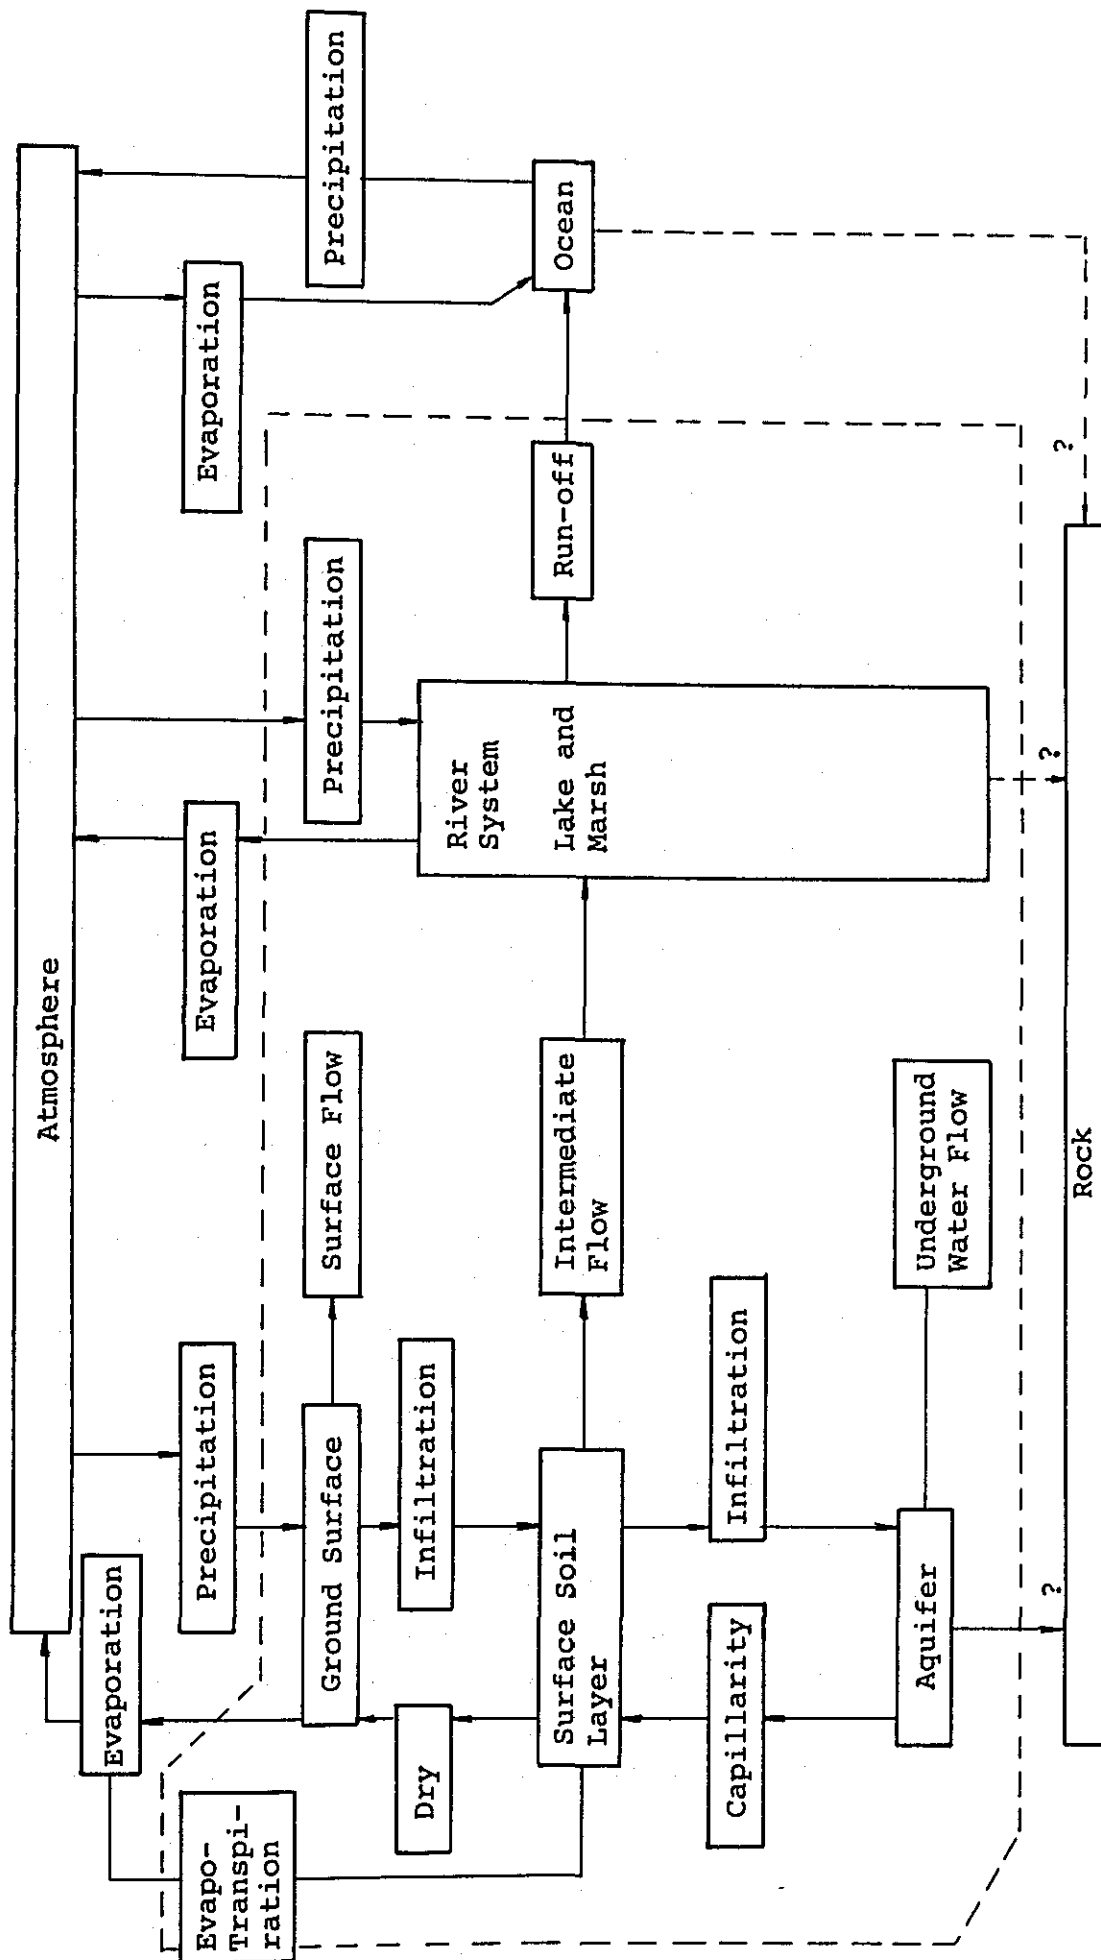 Atmosphere
Evaporation
Precipitation
Evaporation
Evaporation
Evapo-
Transpi-
ration
Ground Surface
Surface Flow
Precipitation
Precipitation
Dry
Infiltration
River
System
Lake and
Marsh
Surface Soil
Layer
Intermediate
Flow
Run-off
Ocean
Capillarity
Infiltration
Aquifer
Underground
Water Flow
?
?
?
Rock